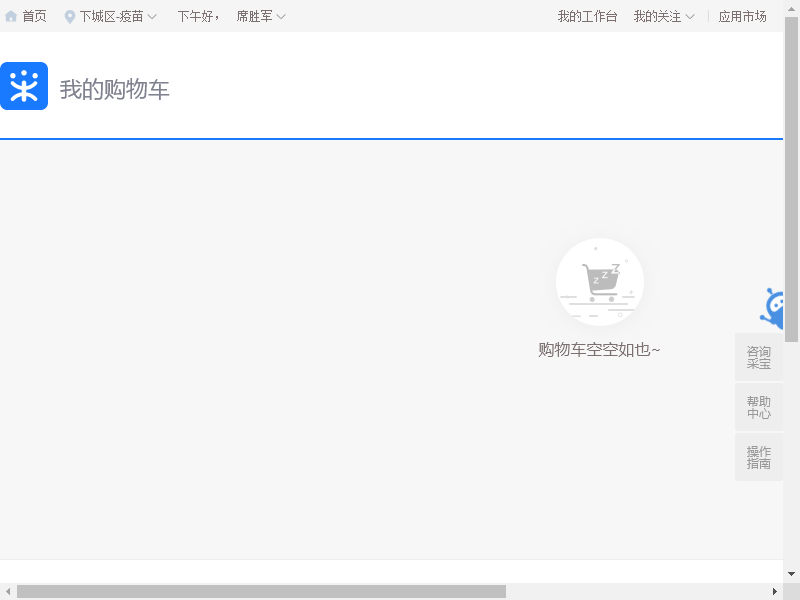 首页 下城区-疫苗 下午好， 席胜军 我的工作台 我的关注 应用市场
我的购物车
z z z
购物车空空如也~
咨询
采宝
帮助
中心
操作
指南